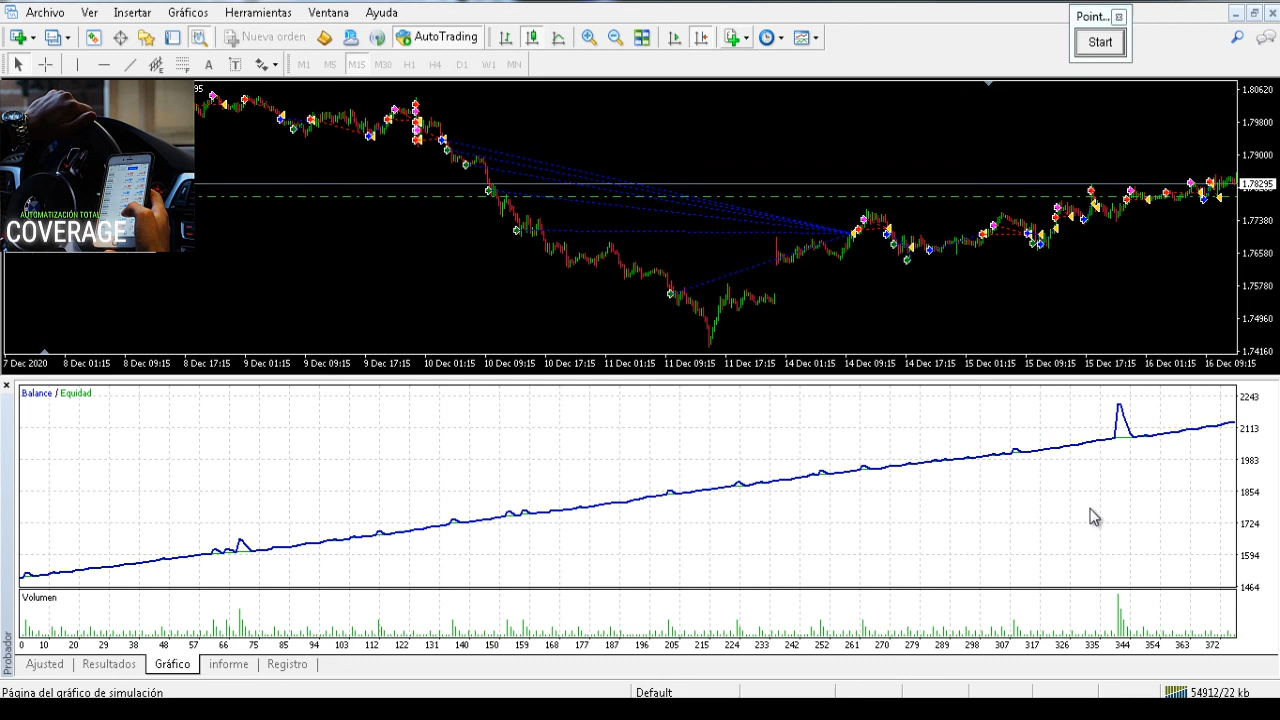 Archivo Ver Insertar Gráficos Herramientas Ventana Ayuda
Point...
Start
Nueva orden AutoTrading
M1 M5 M15 M30 H1 H4 D1 W1 MN
95
AUTOMATIZACIÓN TOTAL
COVERAGE
1.80620
1.79800
1.79000
1.78295
1.77380
1.76580
1.75780
1.74960
1.74160
7 Dec 2020 8 Dec 01:15 8 Dec 09:15 8 Dec 17:15 9 Dec 01:15 9 Dec 09:15 9 Dec 17:15 10 Dec 01:15 10 Dec 09:15 10 Dec 17:15 11 Dec 01:15 11 Dec 09:15 11 Dec 17:15 14 Dec 01:15 14 Dec 09:15 14 Dec 17:15 15 Dec 01:15 15 Dec 09:15 15 Dec 17:15 16 Dec 01:15 16 Dec 09:15
Balance / Equidad
2243
2113
1983
1854
1724
1594
1464
Volumen
0 10 20 29 38 48 57 67 75 85 94 103 112 122 132 141 150 159 168 177 187 196 205 214 224 233 242 252 261 270 279 289 298 307 317 326 335 344 354 363 372
Probador
Ajusted Resultados Gráfico informe Registro
Página del gráfico de simulación Default 54912/22 kb